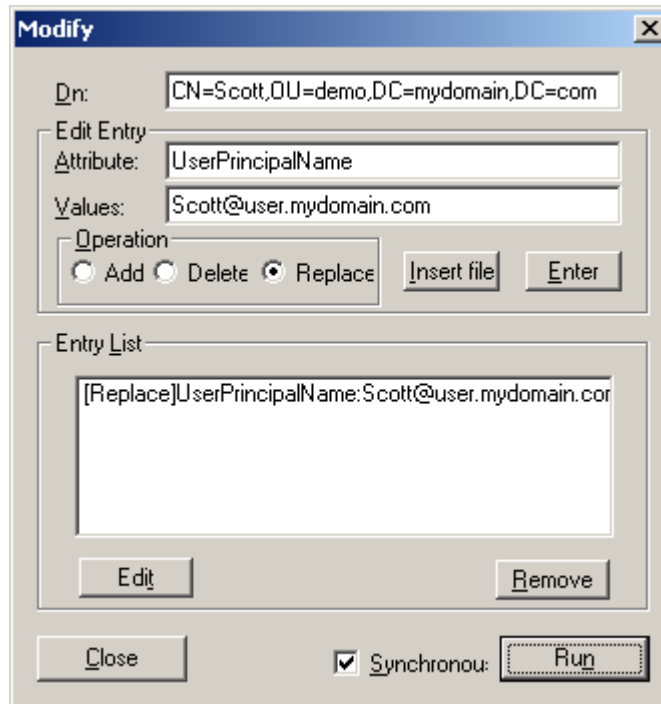 Modify
Dn: CN=Scott,OU=demo,DC=mydomain,DC=com
Edit Entry
Attribute: UserPrincipalName
Values: Scott@user.mydomain.com
Operation
Add Delete Replace Insert file Enter
Entry List
[Replace]UserPrincipalName:Scott@user.mydomain.cor
Edit Remove
Close Synchronou: Run